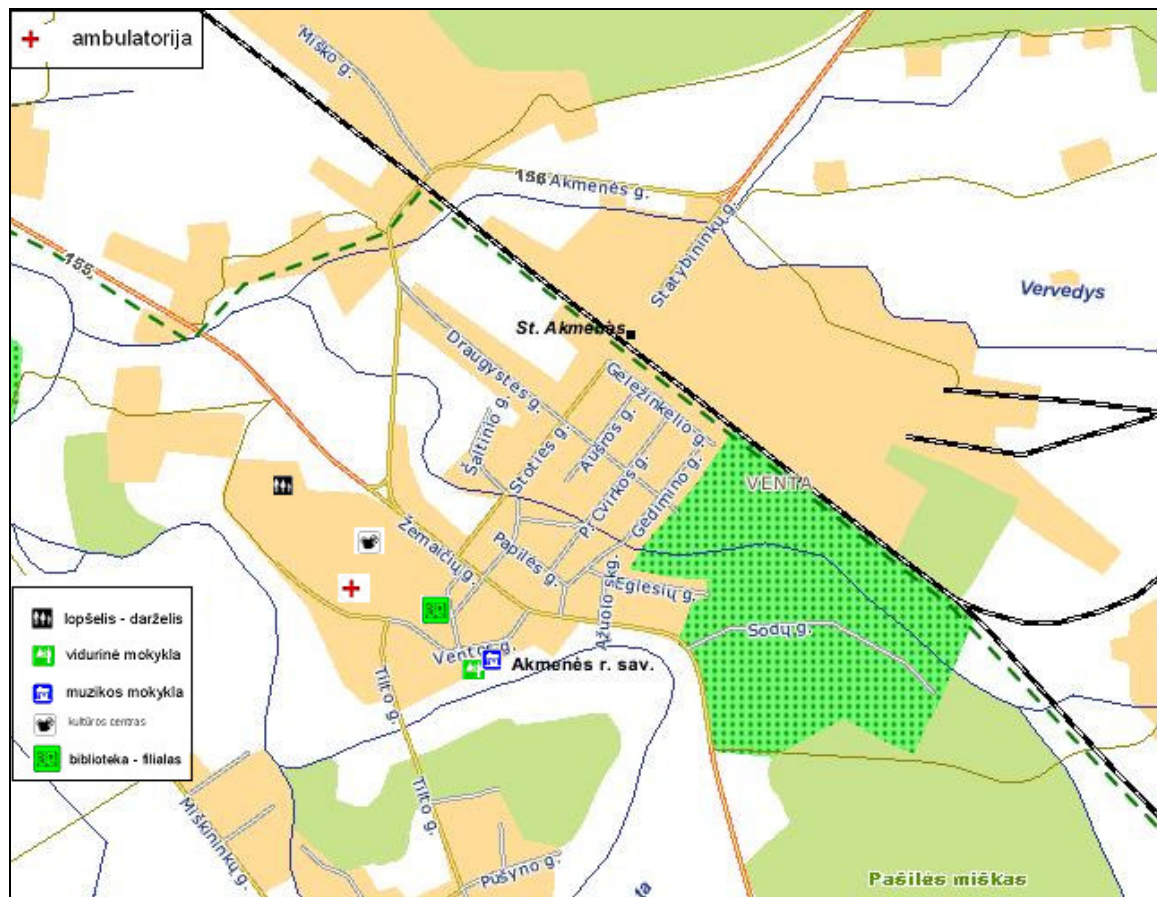 ambulatorija
Miško g.
Akmenės g.
Statybininkų g.
155
Vervedys
St. Akmenės
Draugystės g.
Geležinkelio g.
Šaltinio g.
Stoties g.
Aušros g.
P. Cvirkos g.
Gedimino g.
VENTA
Žemaičių g.
Papilės g.
Eglesių g.
Ąžuolo skg.
Sodų g.
Ventos g.
Akmenės r. sav.
Tilto g.
lopšelis - darželis
vidurinė mokykla
muzikos mokykla
kultūros centras
biblioteka - filialas
Tilto g.
Miškininkų g.
Pušyno g.
Pašilės miškas